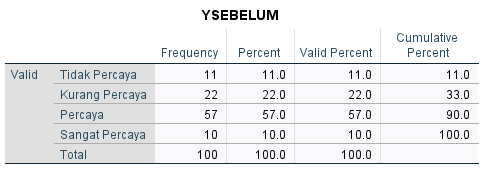 YSEBELUM
Frequency Percent Valid Percent Cumulative Percent
Valid Tidak Percaya 11 11.0 11.0 11.0
Kurang Percaya 22 22.0 22.0 33.0
Percaya 57 57.0 57.0 90.0
Sangat Percaya 10 10.0 10.0 100.0
Total 100 100.0 100.0